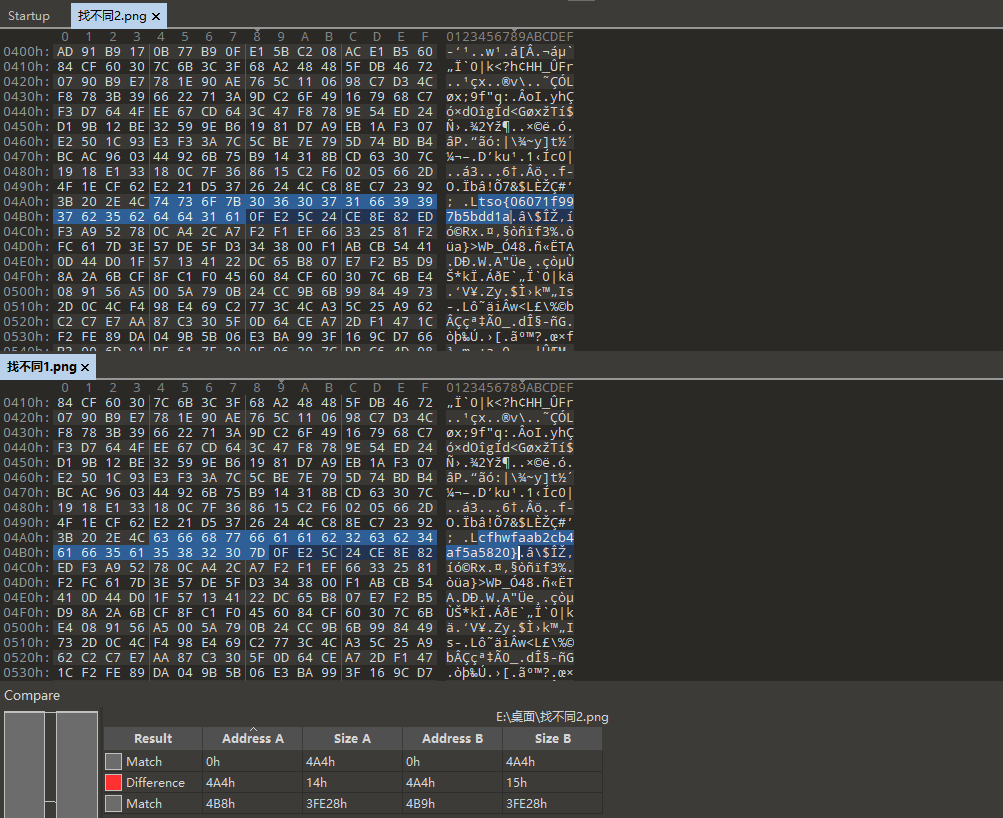 Startup 找不同2.png ×
0 1 2 3 4 5 6 7 8 9 A B C D E F 0123456789ABCDEF
0400h: AD 91 B9 17 0B 77 B9 0F E1 5B C2 08 AC E1 B5 60 -‘¹..w¹.á[Â.¬áµ`
0410h: 84 CF 60 30 7C 6B 3C 3F 68 A2 48 48 5F DB 46 72 „Ï`0|k<?h¢HH_ÛFr
0420h: 07 90 B9 E7 78 1E 90 AE 76 5C 11 06 98 C7 D3 4C ..¹çx..®v\..˜ÇÓL
0430h: F8 78 3B 39 66 22 71 3A 9D C2 6F 49 16 79 68 C7 øx;9f"q:.ÂoI.yhÇ
0440h: F3 D7 64 4F EE 67 CD 64 3C 47 F8 78 9E 54 ED 24 ó×dOîgÍd<GøxžTí$
0450h: D1 9B 12 BE 32 59 9E B6 19 81 D7 A9 EB 1A F3 07 Ñ›.¾2Yž¶..×©ë.ó.
0460h: E2 50 1C 93 E3 F3 3A 7C 5C BE 7E 79 5D 74 BD B4 âP.“ãó:|\¾~y]t½´
0470h: BC AC 96 03 44 92 6B 75 B9 14 31 8B CD 63 30 7C ¼¬–.D’ku¹.1‹Íc0|
0480h: 19 18 E1 33 18 0C 7F 36 86 15 C2 F6 02 05 66 2D ..á3...6†.Âö..f-
0490h: 4F 1E CF 62 E2 21 D5 37 26 24 4C C8 8E C7 23 92 O.Ïbâ!Õ7&$LÈŽÇ#’
04A0h: 3B 20 2E 4C 74 73 6F 7B 30 36 30 37 31 66 39 39 ; .Ltso{06071f99
04B0h: 37 62 35 62 64 64 31 61 0F E2 5C 24 CE 8E 82 ED 7b5bdd1a.â\$ÎŽ‚í
04C0h: F3 A9 52 78 0C A4 2C A7 F2 F1 EF 66 33 25 81 F2 ó©Rx.¤,§òñïf3%.ò
04D0h: FC 61 7D 3E 57 DE 5F D3 34 38 00 F1 AB CB 54 41 üa}>WÞ_Ó48.ñ«ËTA
04E0h: 0D 44 D0 1F 57 13 41 22 DC 65 B8 07 E7 F2 B5 D9 .DÐ.W.A"Üe¸.çòµÙ
04F0h: 8A 2A 6B CF 8F C1 F0 45 60 84 CF 60 30 7C 6B E4 Š*kÏ.ÁðE`„Ï`0|kä
0500h: 08 91 56 A5 00 5A 79 0B 24 CC 9B 6B 99 84 49 73 .‘V¥.Zy.$Ì›k™„Is
0510h: 2D 0C 4C F4 98 E4 69 C2 77 3C 4C A3 5C 25 A9 62 -.Lô˜äiÂw<L£\%©b
0520h: C2 C7 E7 AA 87 C3 30 5F 0D 64 CE A7 2D F1 47 1C ÂÇçª‡Ã0_.dÎ§-ñG.
0530h: F2 FE 89 DA 04 9B 5B 06 E3 BA 99 3F 16 9C D7 66 òþ‰Ú.›[.ãº™?.œ×f
找不同1.png ×
0 1 2 3 4 5 6 7 8 9 A B C D E F 0123456789ABCDEF
0410h: 84 CF 60 30 7C 6B 3C 3F 68 A2 48 48 5F DB 46 72 „Ï`0|k<?h¢HH_ÛFr
0420h: 07 90 B9 E7 78 1E 90 AE 76 5C 11 06 98 C7 D3 4C ..¹çx..®v\..˜ÇÓL
0430h: F8 78 3B 39 66 22 71 3A 9D C2 6F 49 16 79 68 C7 øx;9f"q:.ÂoI.yhÇ
0440h: F3 D7 64 4F EE 67 CD 64 3C 47 F8 78 9E 54 ED 24 ó×dOîgÍd<GøxžTí$
0450h: D1 9B 12 BE 32 59 9E B6 19 81 D7 A9 EB 1A F3 07 Ñ›.¾2Yž¶..×©ë.ó.
0460h: E2 50 1C 93 E3 F3 3A 7C 5C BE 7E 79 5D 74 BD B4 âP.“ãó:|\¾~y]t½´
0470h: BC AC 96 03 44 92 6B 75 B9 14 31 8B CD 63 30 7C ¼¬–.D’ku¹.1‹Íc0|
0480h: 19 18 E1 33 18 0C 7F 36 86 15 C2 F6 02 05 66 2D ..á3...6†.Âö..f-
0490h: 4F 1E CF 62 E2 21 D5 37 26 24 4C C8 8E C7 23 92 O.Ïbâ!Õ7&$LÈŽÇ#’
04A0h: 3B 20 2E 4C 63 66 68 77 66 61 61 62 32 63 62 34 ; .Lcfhwfaab2cb4
04B0h: 61 66 35 61 35 38 32 30 7D 0F E2 5C 24 CE 8E 82 af5a5820}.â\$ÎŽ‚
04C0h: ED F3 A9 52 78 0C A4 2C A7 F2 F1 EF 66 33 25 81 íó©Rx.¤,§òñïf3%.
04D0h: F2 FC 61 7D 3E 57 DE 5F D3 34 38 00 F1 AB CB 54 òüa}>WÞ_Ó48.ñ«ËT
04E0h: 41 0D 44 D0 1F 57 13 41 22 DC 65 B8 07 E7 F2 B5 A.DÐ.W.A"Üe¸.çòµ
04F0h: D9 8A 2A 6B CF 8F C1 F0 45 60 84 CF 60 30 7C 6B ÙŠ*kÏ.ÁðE`„Ï`0|k
0500h: E4 08 91 56 A5 00 5A 79 0B 24 CC 9B 6B 99 84 49 ä.‘V¥.Zy.$Ì›k™„I
0510h: 73 2D 0C 4C F4 98 E4 69 C2 77 3C 4C A3 5C 25 A9 s-.Lô˜äiÂw<L£\%©
0520h: 62 C2 C7 E7 AA 87 C3 30 5F 0D 64 CE A7 2D F1 47 bÂÇçª‡Ã0_.dÎ§-ñG
0530h: 1C F2 FE 89 DA 04 9B 5B 06 E3 BA 99 3F 16 9C D7 .òþ‰Ú.›[.ãº™?.œ×
Compare
E:\桌面\找不同2.png
Result Address A Size A Address B Size B
Match 0h 4A4h 0h 4A4h
Difference 4A4h 14h 4A4h 15h
Match 4B8h 3FE28h 4B9h 3FE28h